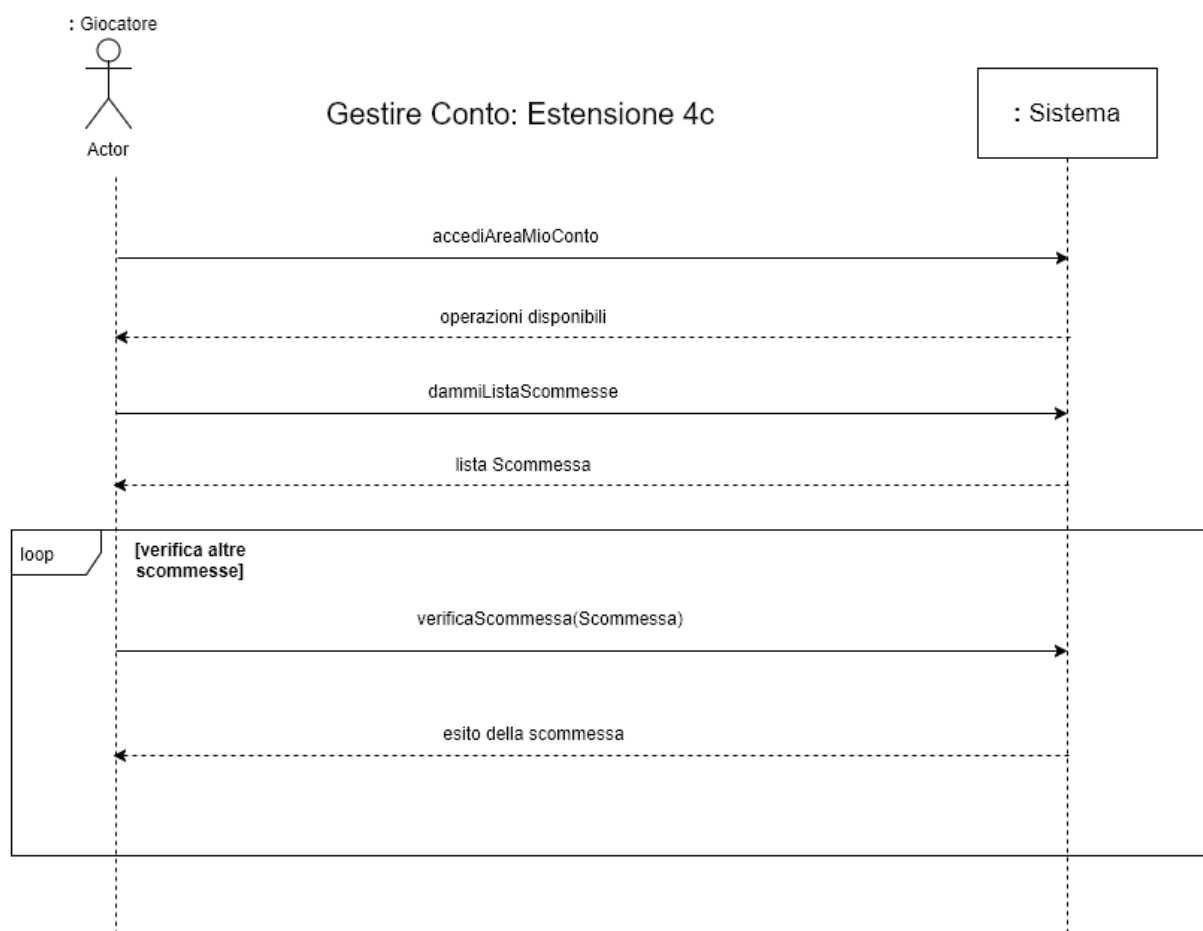 : Giocatore
Actor
Gestire Conto: Estensione 4c
: Sistema
accediAreaMioConto
operazioni disponibili
dammiListaScommesse
lista Scommessa
loop
[verifica altre
scommesse]
verificaScommessa(Scommessa)
esito della scommessa